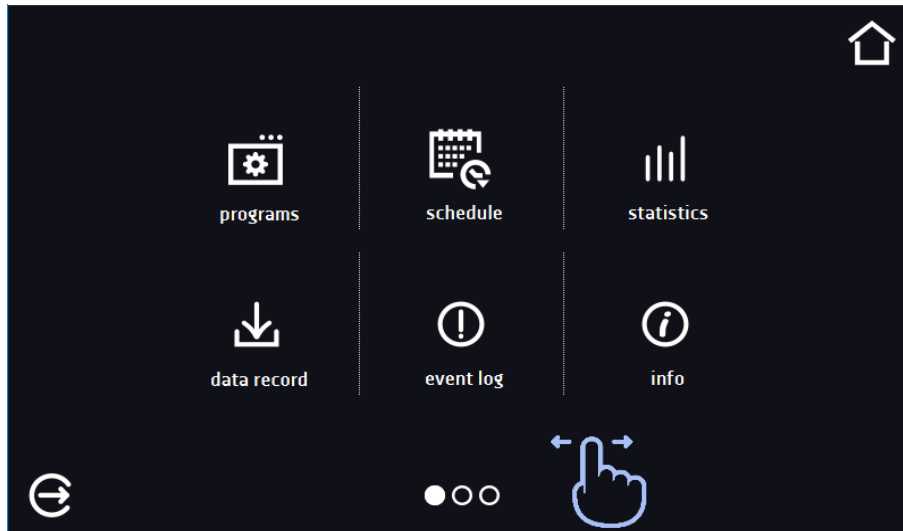 programs
schedule
statistics
data record
event log
info